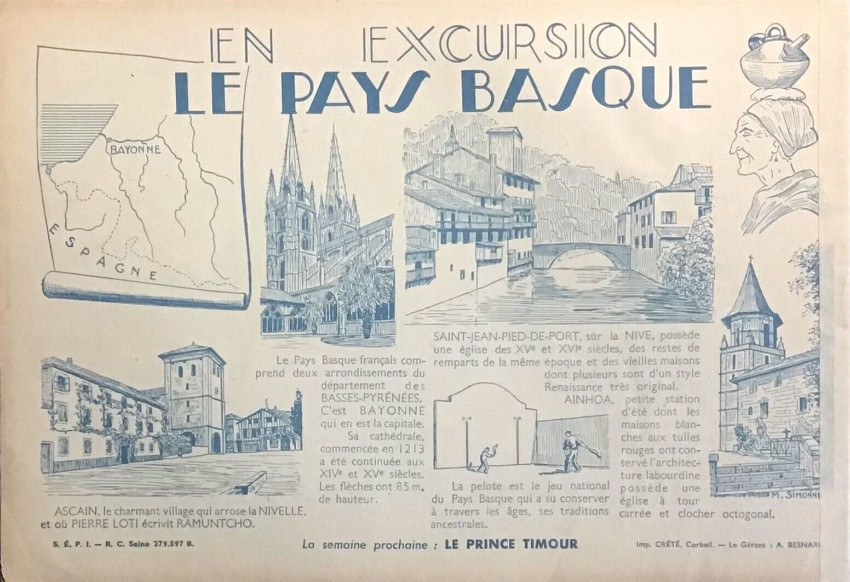 EN EXCURSION
LE PAYS BASQUE
BAYONNE
ESPAGNE
SAINT-JEAN-PIED-DE-PORT, sur la NIVE, possède
une église des XVe et XVIe siècles, des restes de
remparts de la même époque et des vieilles maisons
dont plusieurs sont d'un style
Renaissance très original.
Le Pays Basque français com-
prend deux arrondissements du
département des
BASSES-PYRÉNÉES.
C'est BAYONNE
qui en est la capitale.
Sa cathédrale,
commencée en 1213
a été continuée aux
XIVe et XVe siècles.
Les flèches ont 85 m.
de hauteur.
AINHOA, petite station
d'été dont les
maisons blan-
ches aux tuiles
rouges ont con-
servé l'architec-
ture labourdine
possède une
église à tour
carrée et clocher octogonal.
La pelote est le jeu national
du Pays Basque qui a su conserver
à travers les âges, ses traditions
ancestrales.
M. SIMONNE
ASCAIN, le charmant village qui arrose la NIVELLE,
et où PIERRE LOTI écrivit RAMUNTCHO.
S. É. P. I. — R. C. Seine 279.597 B.
La semaine prochaine : LE PRINCE TIMOUR
Imp. CRÉTÉ, Corbeil. — Le Gérant : A. BESNARD